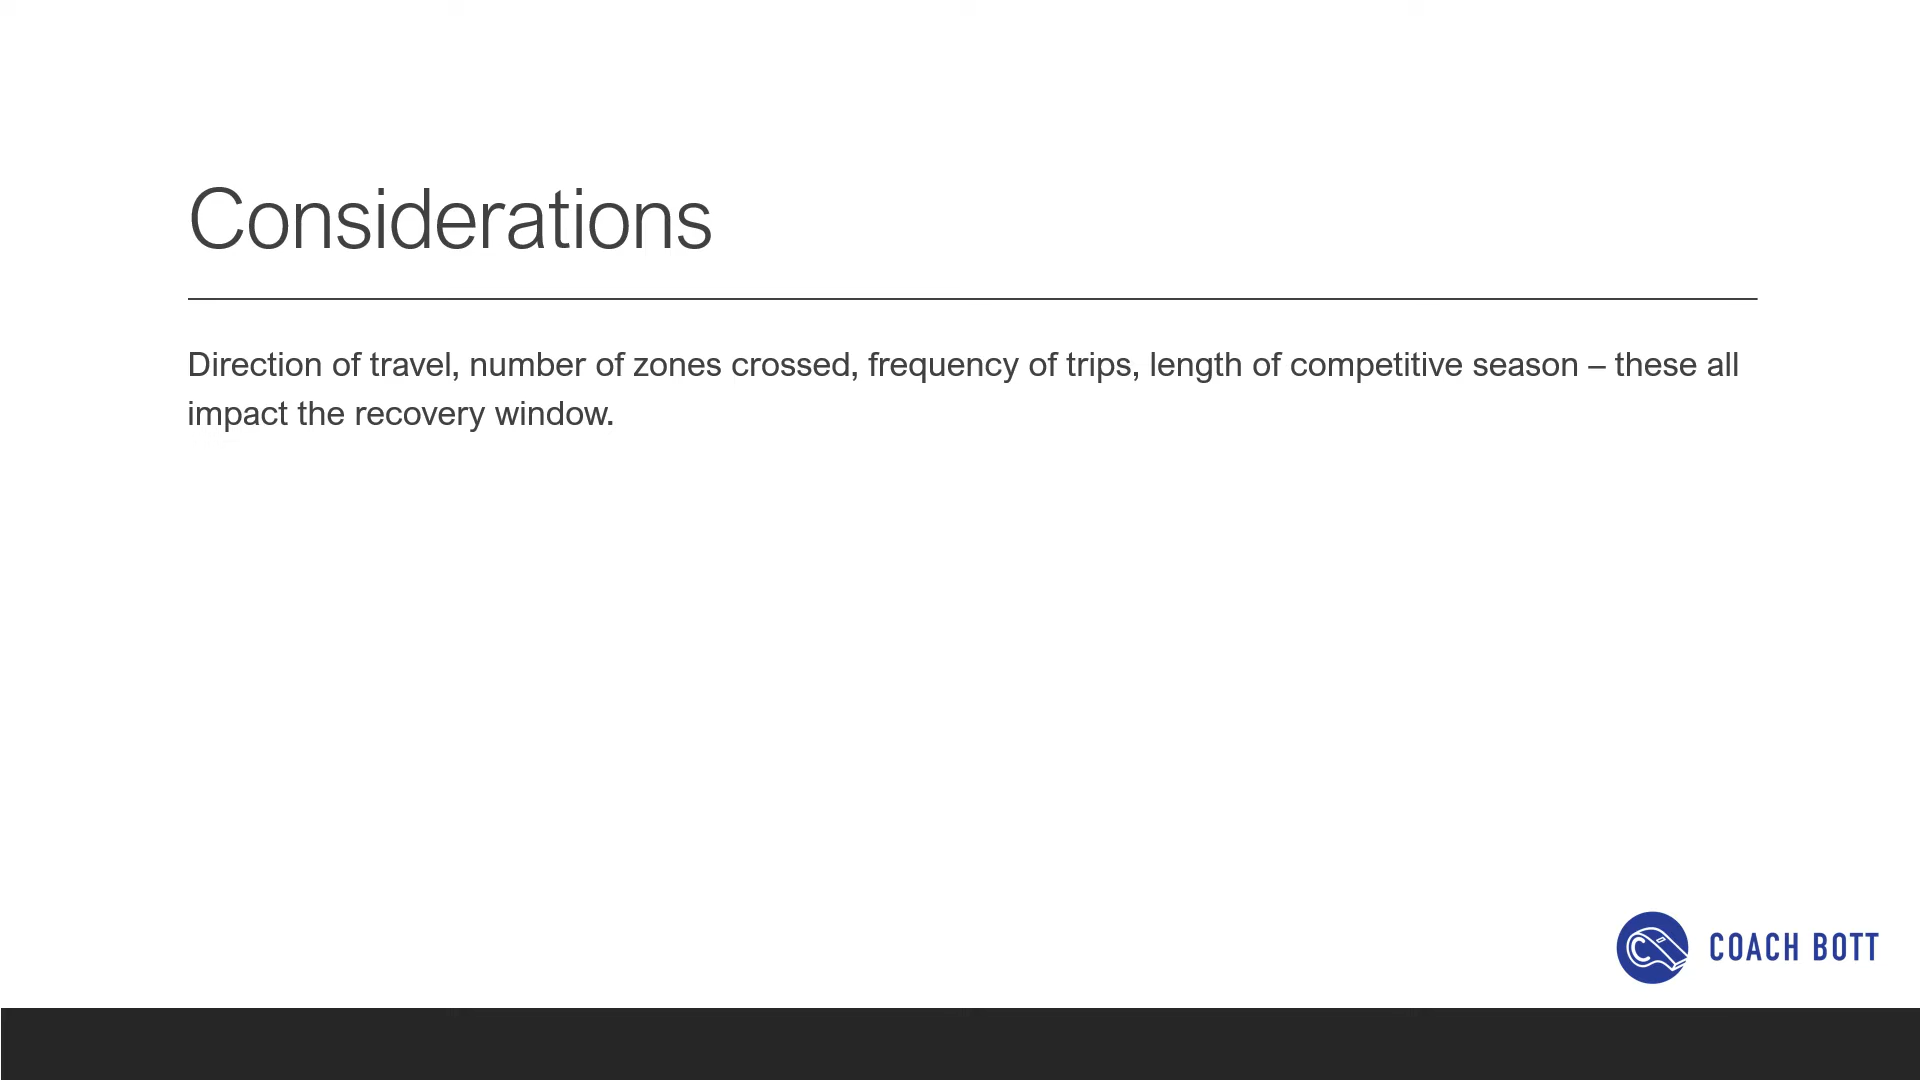 Considerations
Direction of travel, number of zones crossed, frequency of trips, length of competitive season – these all
impact the recovery window.
COACH BOTT